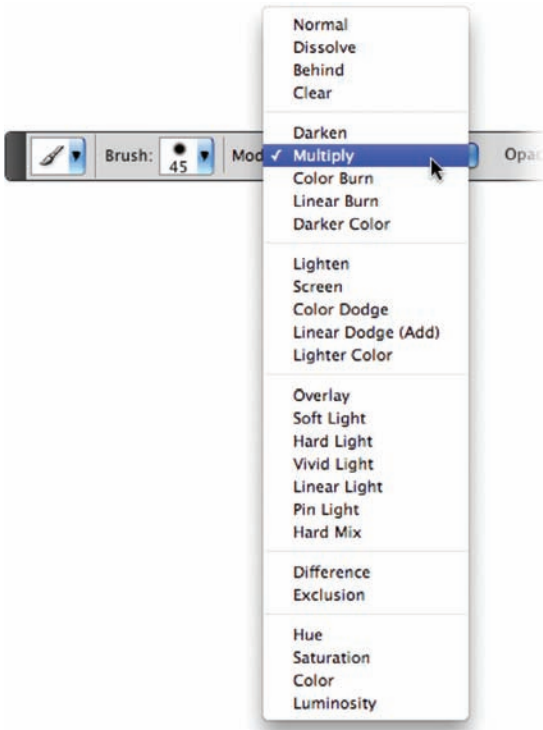 Normal
Dissolve
Behind
Clear
Darken
Brush: 45 Mod ✓ Multiply Opac
Color Burn
Linear Burn
Darker Color
Lighten
Screen
Color Dodge
Linear Dodge (Add)
Lighter Color
Overlay
Soft Light
Hard Light
Vivid Light
Linear Light
Pin Light
Hard Mix
Difference
Exclusion
Hue
Saturation
Color
Luminosity